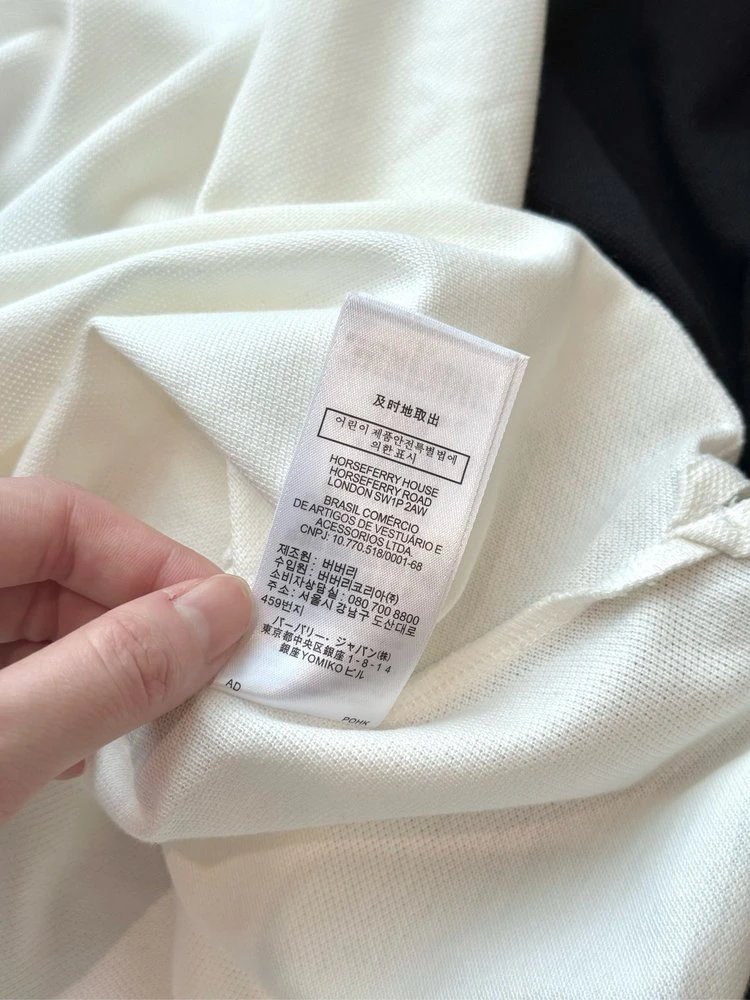 及时地取出
어린이 제품안전특별법에
의한 표시
HORSEFERRY HOUSE
HORSEFERRY ROAD
LONDON SW1P 2AW
BRASIL COMÉRCIO
DE ARTIGOS DE VESTUÁRIO E
ACESSORIOS LTDA
CNPJ: 10.770.518/0001-68
제조원 : 버버리
수입원 : 버버리코리아(주)
소비자상담실 : 080 700 8800
주소 : 서울시 강남구 도산대로
459번지
バーバリー・ジャパン(株)
東京都中央区銀座1-8-14
銀座YOMIKOビル
AD
PDHK